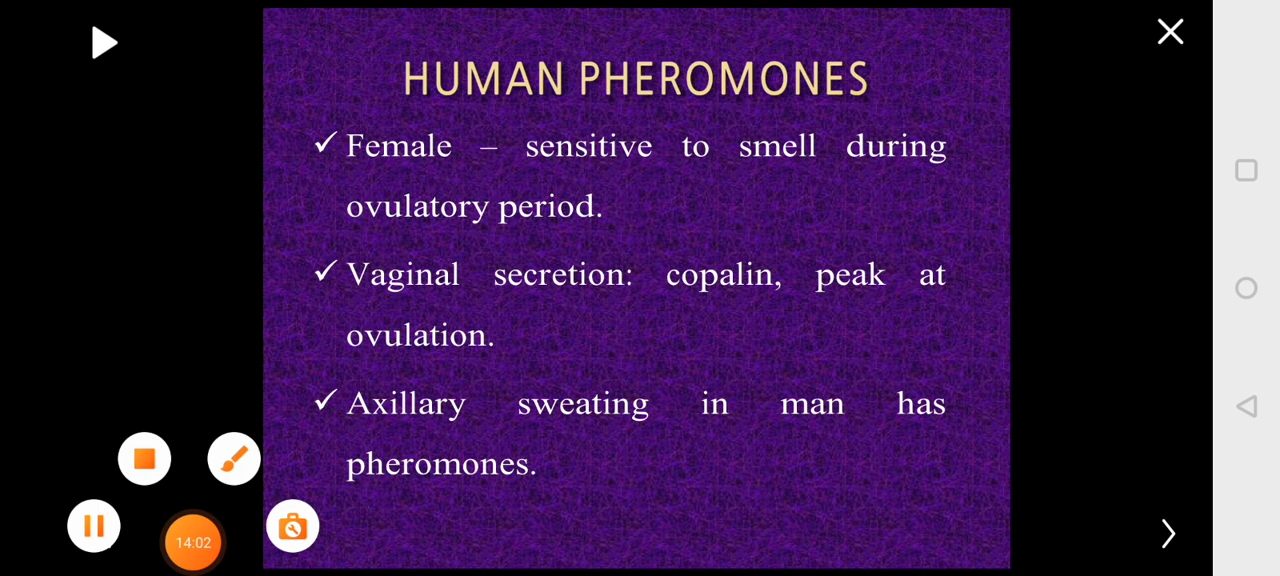 HUMAN PHEROMONES
✓ Female – sensitive to smell during
ovulatory period.
✓ Vaginal secretion: copalin, peak at
ovulation.
✓ Axillary sweating in man has
pheromones.
14:02